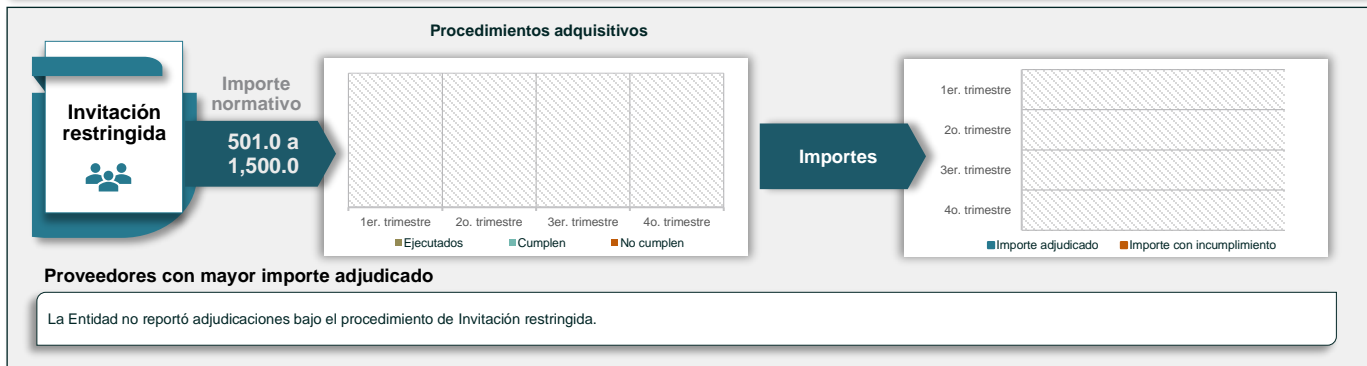 Procedimientos adquisitivos
Invitación
restringida
Importe
normativo
501.0 a
1,500.0
1er. trimestre 2o. trimestre 3er. trimestre 4o. trimestre
Ejecutados Cumplen No cumplen
Importes
1er. trimestre
2o. trimestre
3er. trimestre
4o. trimestre
Importe adjudicado Importe con incumplimiento
Proveedores con mayor importe adjudicado
La Entidad no reportó adjudicaciones bajo el procedimiento de Invitación restringida.